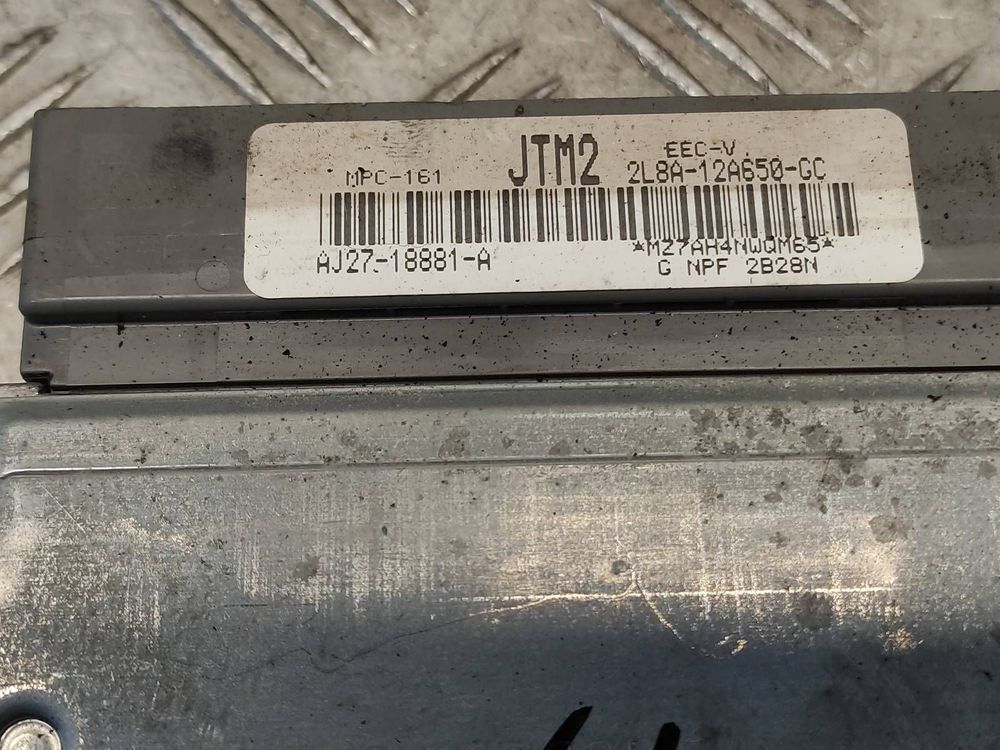 EEC-V
MPC-161 JTM2 2L8A-12A650-GC
AJ27-18881-A *MZ7AH4NWQM65*
G NPF 2B28N